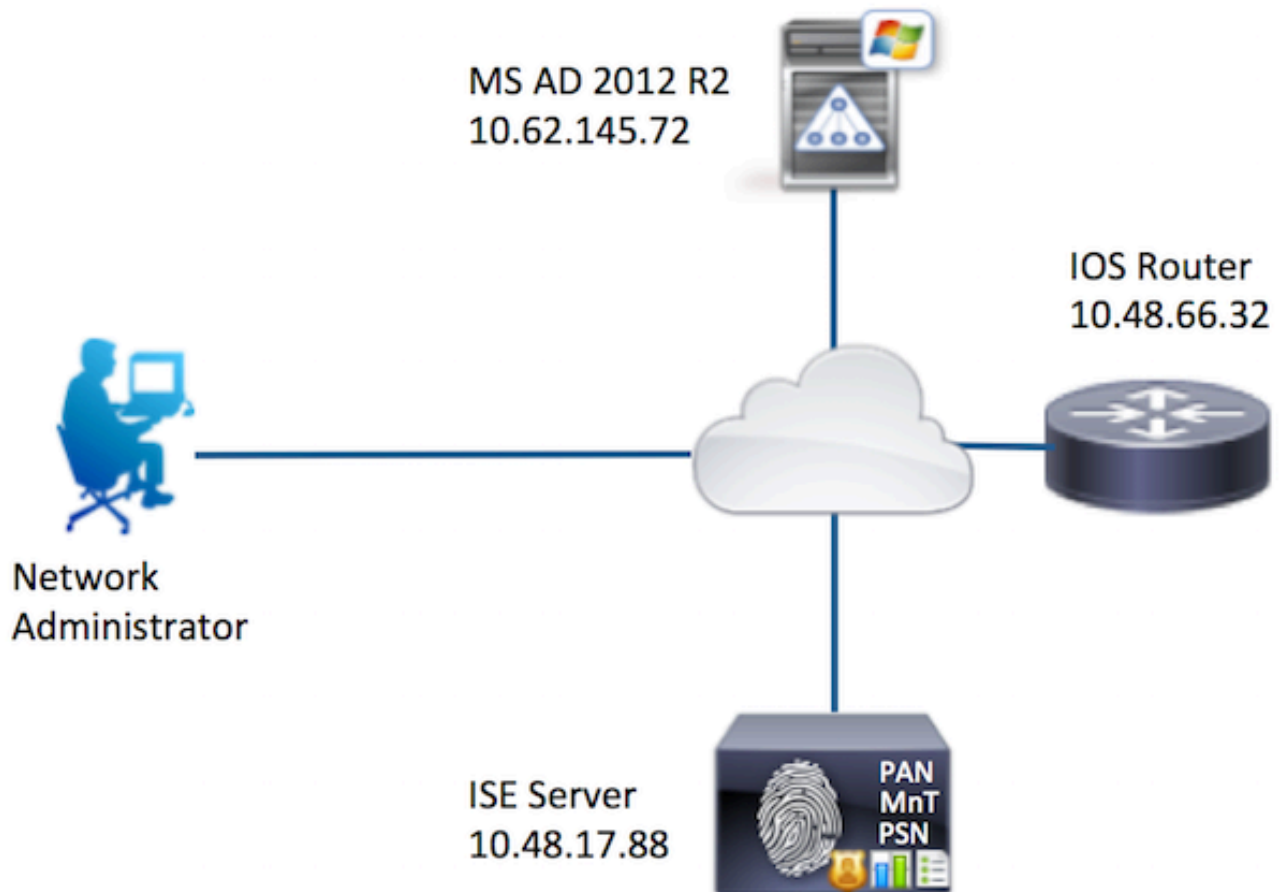 MS AD 2012 R2
10.62.145.72
IOS Router
10.48.66.32
Network
Administrator
ISE Server
10.48.17.88
PAN
MnT
PSN